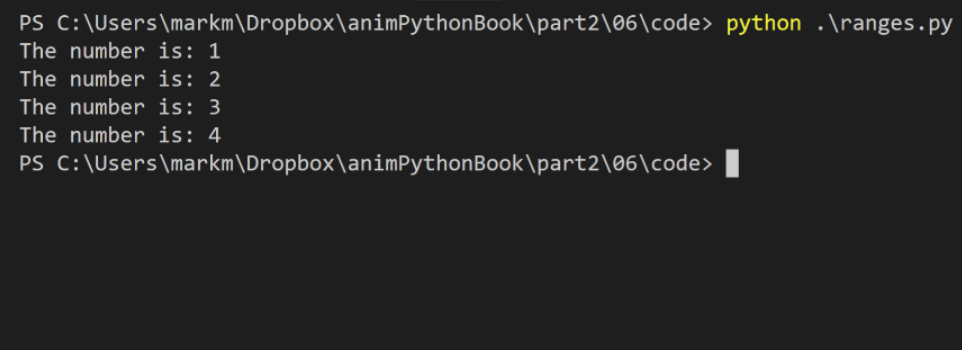 PS C:\Users\markm\Dropbox\animPythonBook\part2\06\code> python .\ranges.py
The number is: 1
The number is: 2
The number is: 3
The number is: 4
PS C:\Users\markm\Dropbox\animPythonBook\part2\06\code>